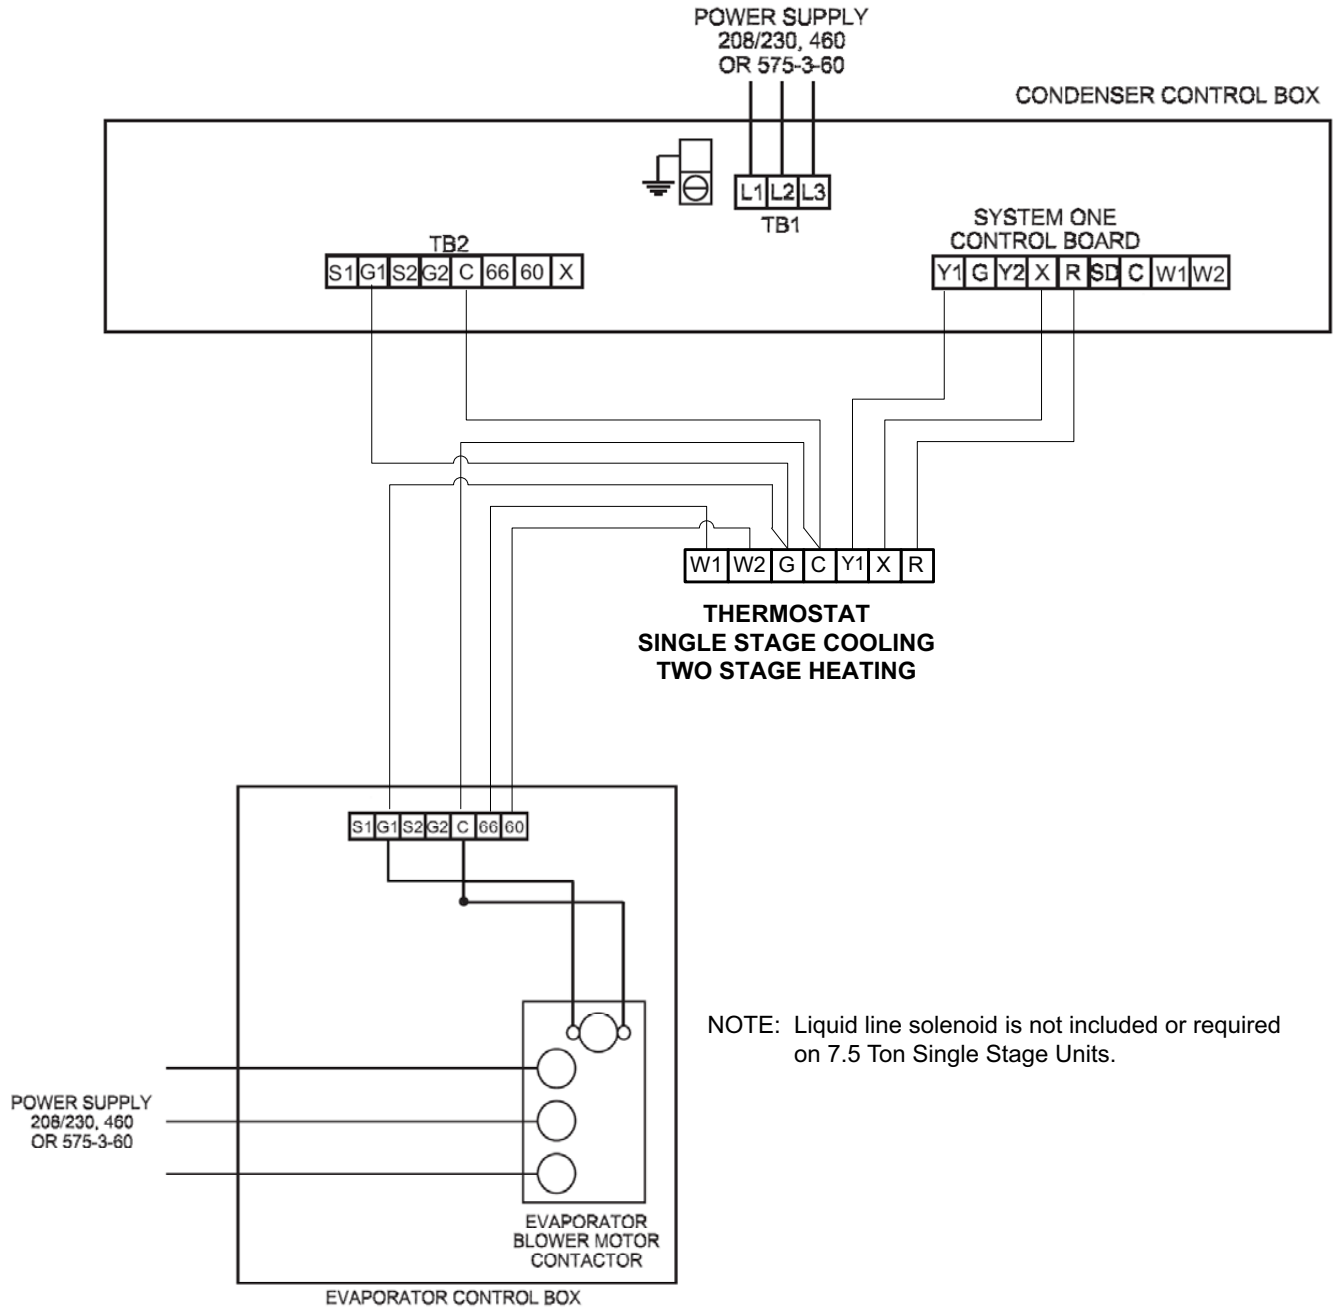 POWER SUPPLY
208/230, 460
OR 575-3-60
CONDENSER CONTROL BOX
L1 L2 L3
TB1
SYSTEM ONE
CONTROL BOARD
Y1 G Y2 X R SD C W1 W2
TB2
S1 G1 S2 G2 C 66 60 X
W1 W2 G C Y1 X R
THERMOSTAT
SINGLE STAGE COOLING
TWO STAGE HEATING
S1 G1 S2 G2 C 66 60
NOTE: Liquid line solenoid is not included or required
on 7.5 Ton Single Stage Units.
POWER SUPPLY
208/230, 460
OR 575-3-60
EVAPORATOR
BLOWER MOTOR
CONTACTOR
EVAPORATOR CONTROL BOX